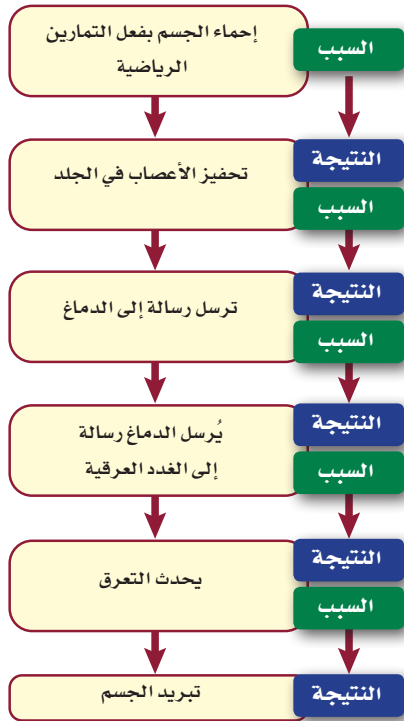 السبب
إحماء الجسم بفعل التمارين
الرياضية
النتيجة
السبب
تحفيز الأعصاب في الجلد
النتيجة
السبب
ترسل رسالة إلى الدماغ
النتيجة
السبب
يُرسل الدماغ رسالة
إلى الغدد العرقية
النتيجة
السبب
يحدث التعرق
النتيجة
تبريد الجسم